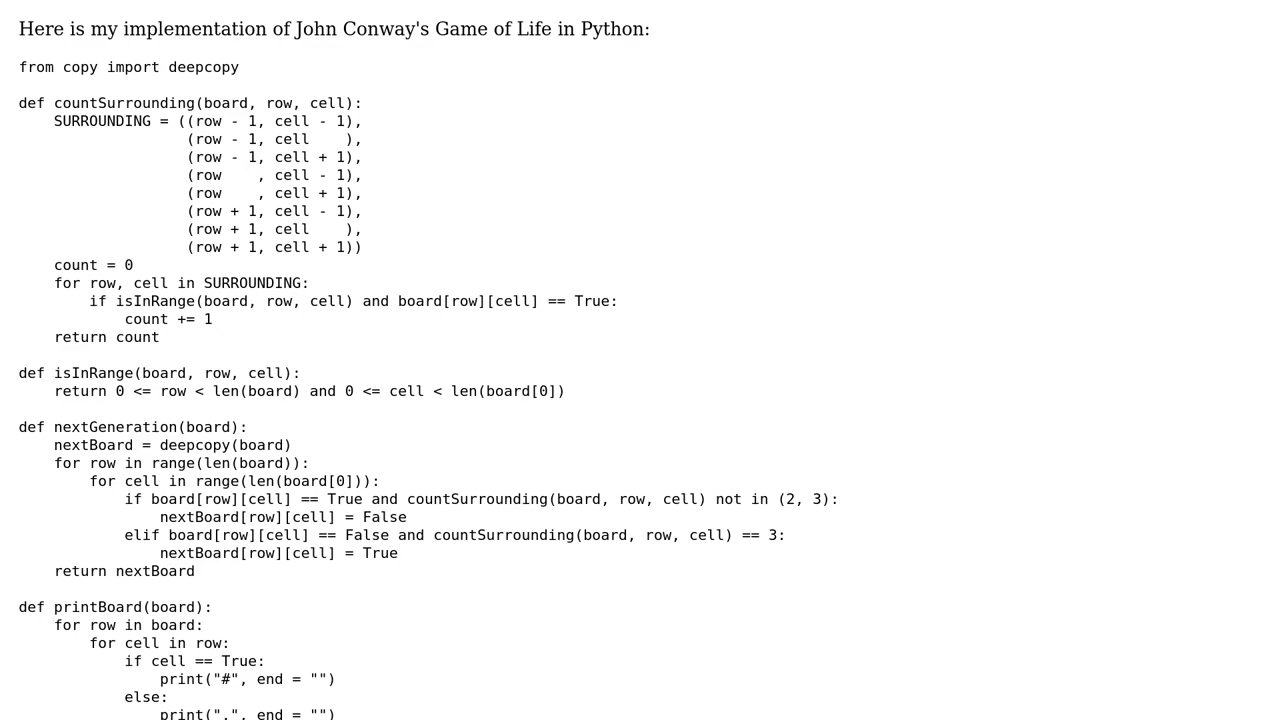 Here is my implementation of John Conway's Game of Life in Python:
from copy import deepcopy
def countSurrounding(board, row, cell):
    SURROUNDING = ((row - 1, cell - 1),
                   (row - 1, cell    ),
                   (row - 1, cell + 1),
                   (row    , cell - 1),
                   (row    , cell + 1),
                   (row + 1, cell - 1),
                   (row + 1, cell    ),
                   (row + 1, cell + 1))
    count = 0
    for row, cell in SURROUNDING:
        if isInRange(board, row, cell) and board[row][cell] == True:
            count += 1
    return count
def isInRange(board, row, cell):
    return 0 <= row < len(board) and 0 <= cell < len(board[0])
def nextGeneration(board):
    nextBoard = deepcopy(board)
    for row in range(len(board)):
        for cell in range(len(board[0])):
            if board[row][cell] == True and countSurrounding(board, row, cell) not in (2, 3):
                nextBoard[row][cell] = False
            elif board[row][cell] == False and countSurrounding(board, row, cell) == 3:
                nextBoard[row][cell] = True
    return nextBoard
def printBoard(board):
    for row in board:
        for cell in row:
            if cell == True:
                print("#", end = "")
            else:
                print(".", end = "")